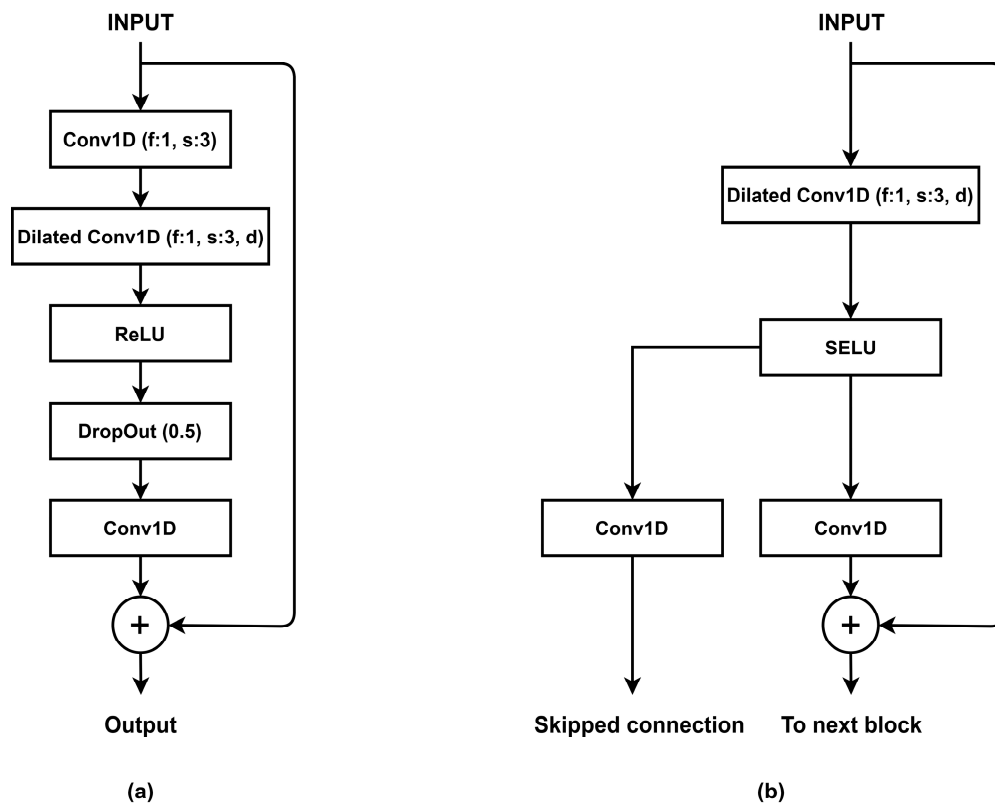 INPUT
Conv1D (f:1, s:3)
Dilated Conv1D (f:1, s:3, d)
ReLU
DropOut (0.5)
Conv1D
+
Output
(a)
INPUT
Dilated Conv1D (f:1, s:3, d)
SELU
Conv1D
Conv1D
+
Skipped connection
To next block
(b)